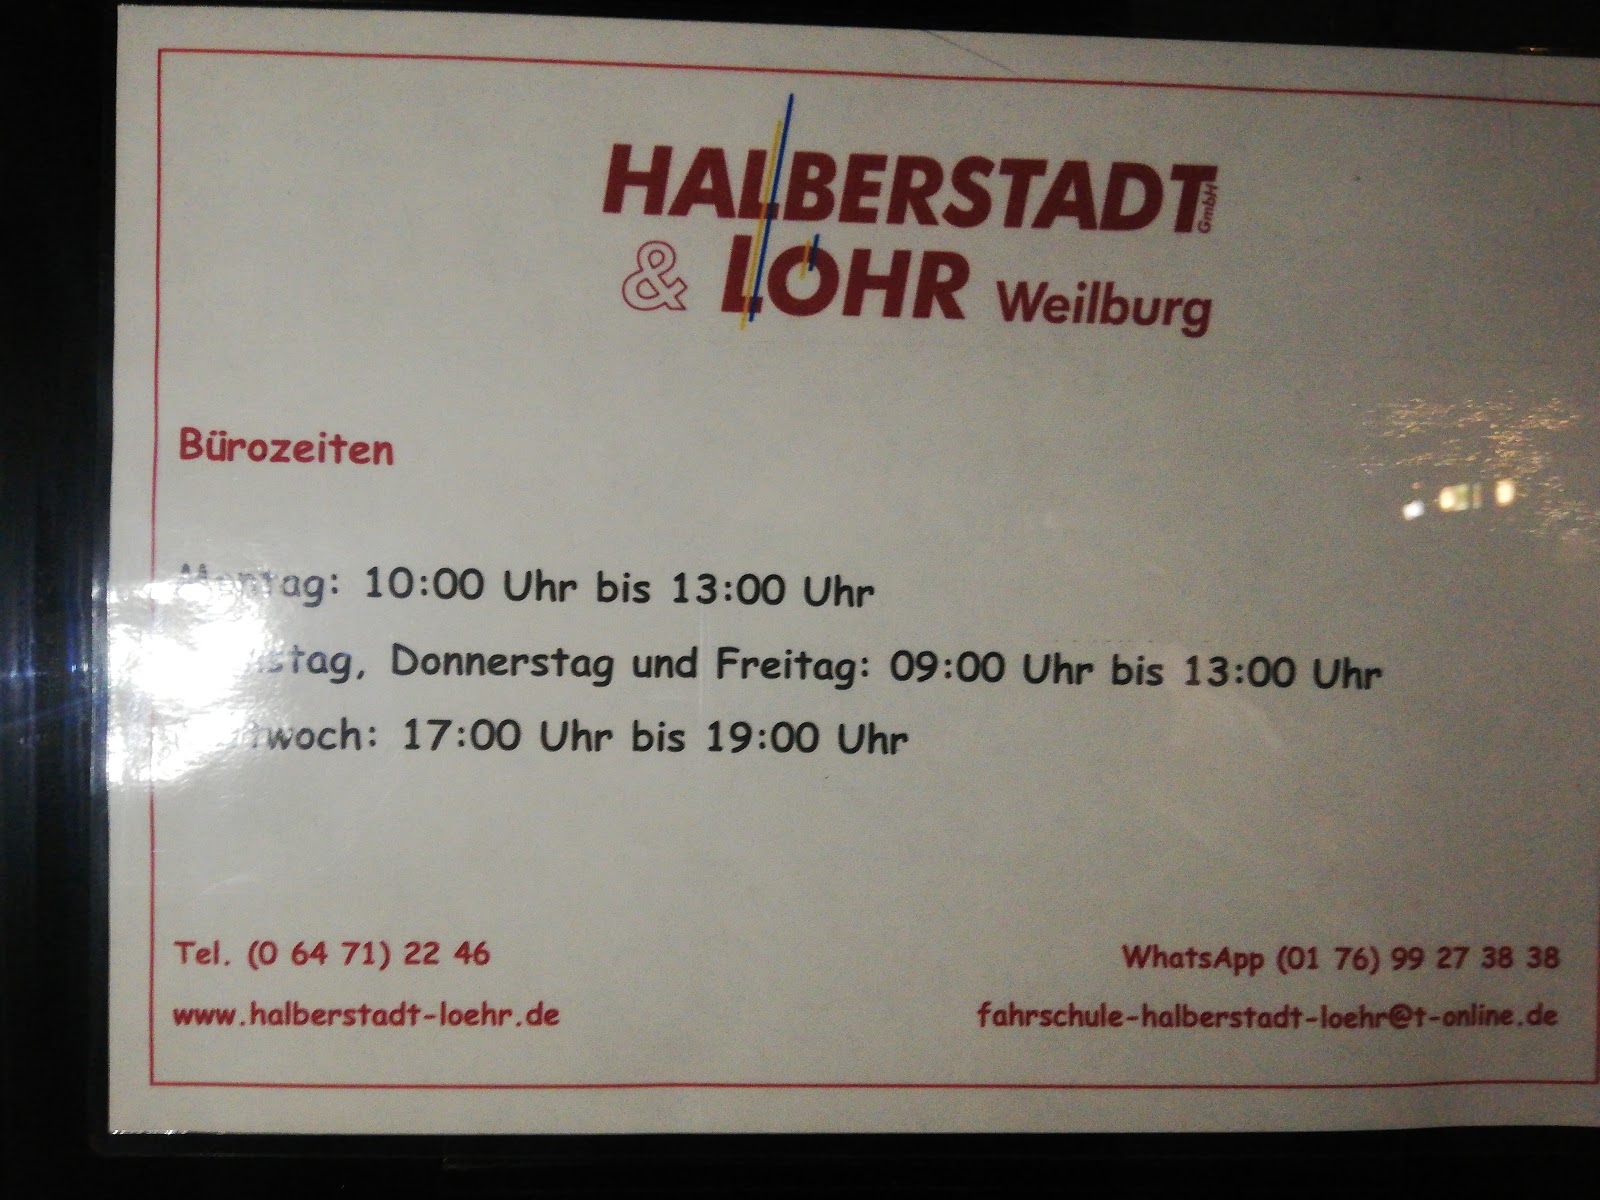 HALBERSTADT GmbH
& LÖHR Weilburg
Bürozeiten
Montag: 10:00 Uhr bis 13:00 Uhr
Donnerstag und Freitag: 09:00 Uhr bis 13:00 Uhr
Mittwoch: 17:00 Uhr bis 19:00 Uhr
Tel. (0 64 71) 22 46
WhatsApp (01 76) 99 27 38 38
www.halberstadt-loehr.de
fahrschule-halberstadt-loehr@t-online.de